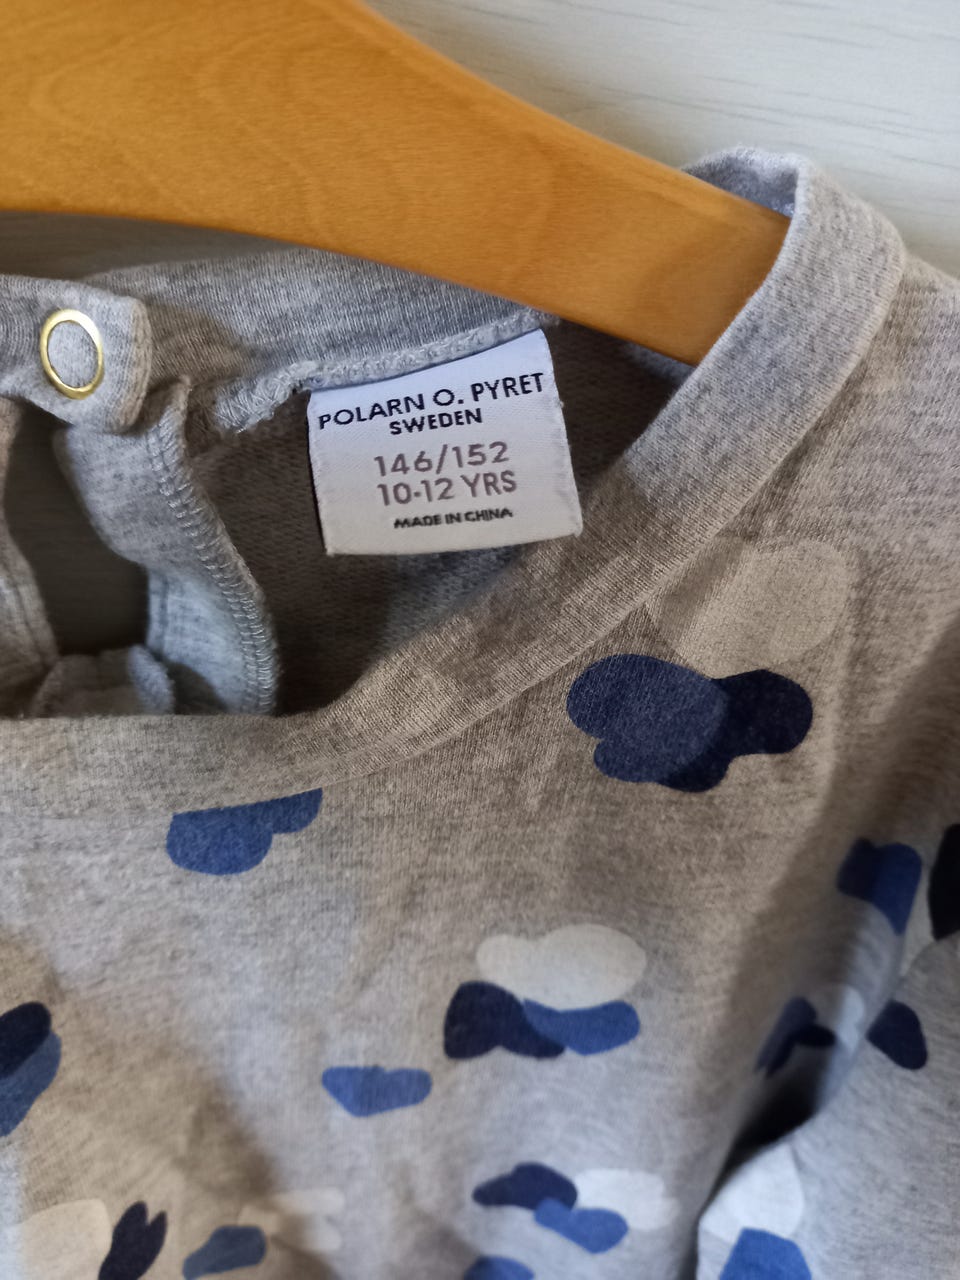 POLARN O. PYRET
SWEDEN
146/152
10-12 YRS
MADE IN CHINA